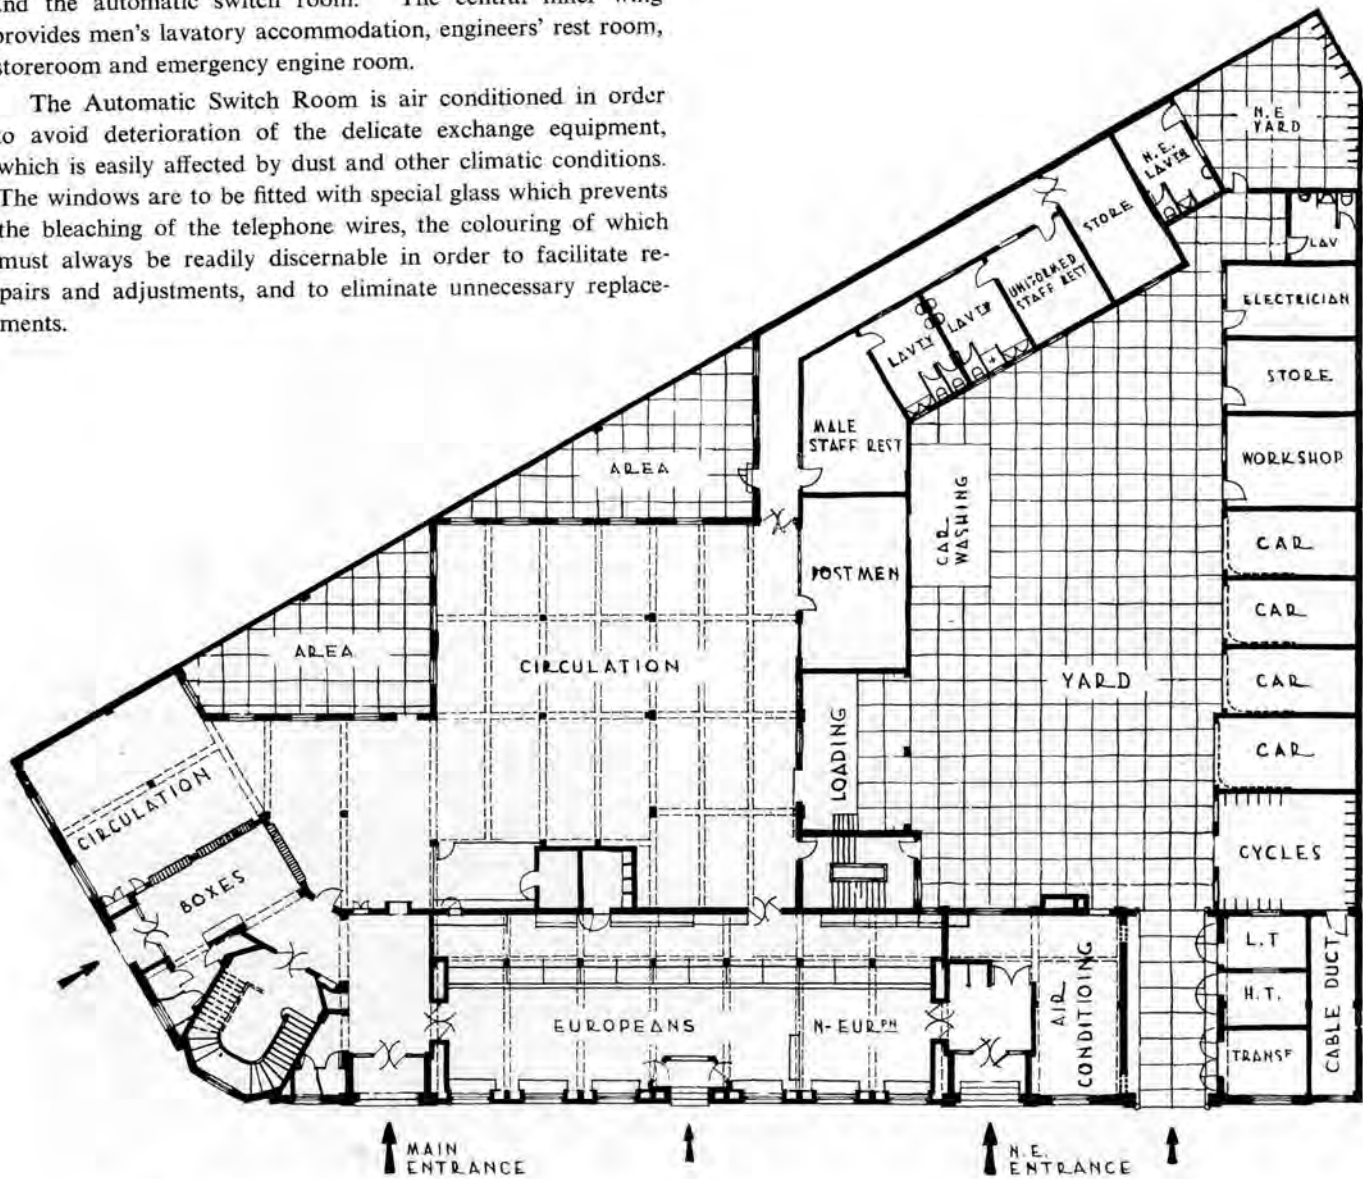 and the automatic switch room. The central inner wing
provides men's lavatory accommodation, engineers' rest room,
storeroom and emergency engine room.
The Automatic Switch Room is air conditioned in order
to avoid deterioration of the delicate exchange equipment,
which is easily affected by dust and other climatic conditions.
The windows are to be fitted with special glass which prevents
the bleaching of the telephone wires, the colouring of which
must always be readily discernable in order to facilitate re-
pairs and adjustments, and to eliminate unnecessary replace-
ments.
N.E
YARD
N.E.
LAVTY
STORE
LAV
UNIFORMED
STAFF REST
LAVTY
LAVTY
ELECTRICIAN
STORE
MALE
STAFF REST
WORKSHOP
AREA
CAR
WASHING
CAR
POSTMEN
CAR
AREA
CIRCULATION
YARD
CAR
LOADING
CAR
CIRCULATION
CYCLES
BOXES
L.T
H.T.
TRANSF
CABLE DUCT
AIR
CONDITIOING
EUROPEANS
N-EURPN
MAIN
ENTRANCE
N.E.
ENTRANCE